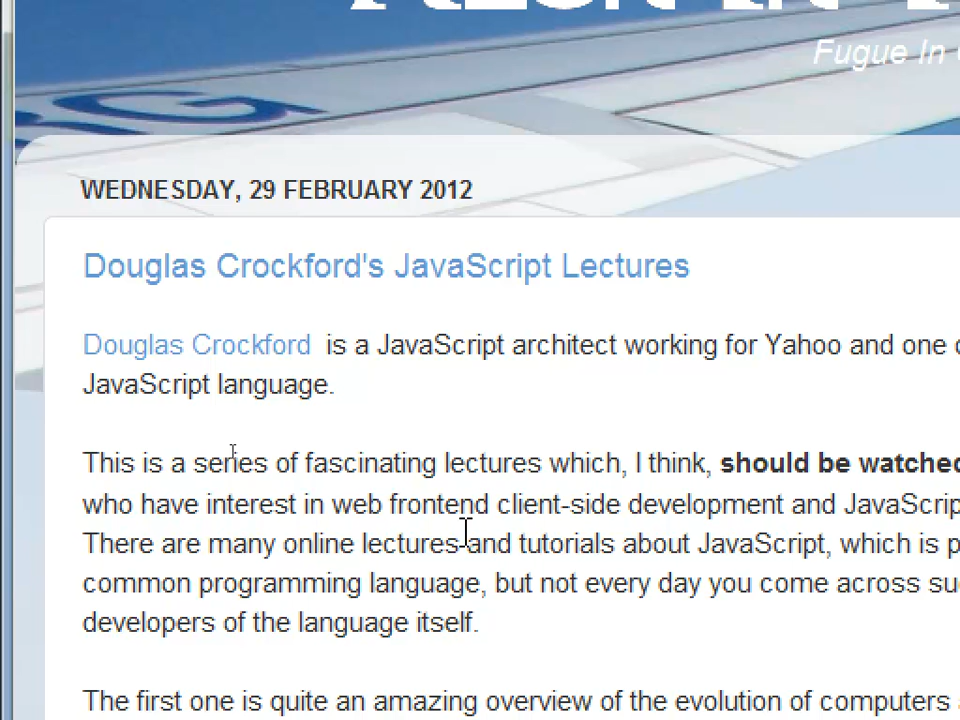 Fugue In
WEDNESDAY, 29 FEBRUARY 2012
Douglas Crockford's JavaScript Lectures
Douglas Crockford is a JavaScript architect working for Yahoo and one
JavaScript language.
This is a series of fascinating lectures which, I think, should be watched
who have interest in web frontend client-side development and JavaScrip
There are many online lectures and tutorials about JavaScript, which is p
common programming language, but not every day you come across su
developers of the language itself.
The first one is quite an amazing overview of the evolution of computers